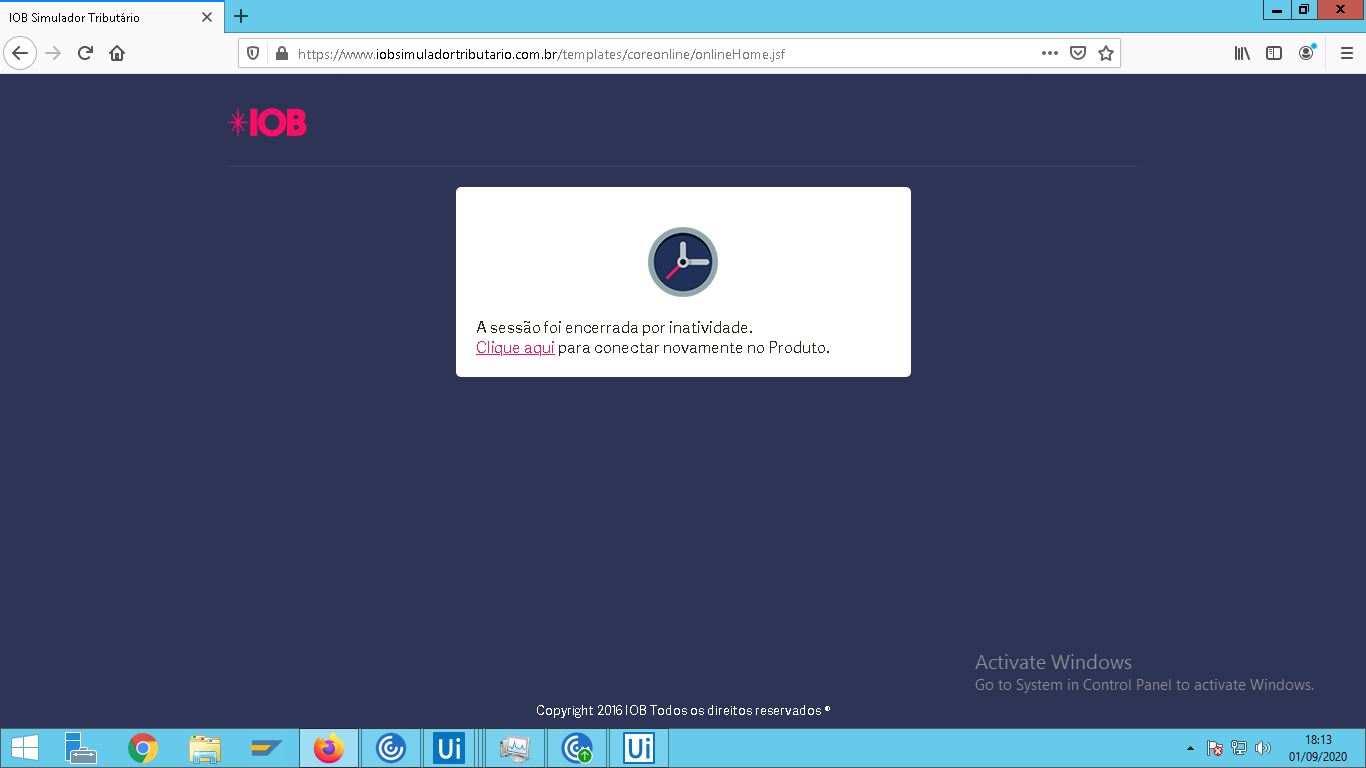 IOB Simulador Tributário
https://www.iobsimuladortributario.com.br/templates/coreonline/onlineHome.jsf
IOB
A sessão foi encerrada por inatividade.
Clique aqui para conectar novamente no Produto.
Activate Windows
Go to System in Control Panel to activate Windows.
Copyright 2016 IOB Todos os direitos reservados ®
Ui
Ui
18:13
01/09/2020